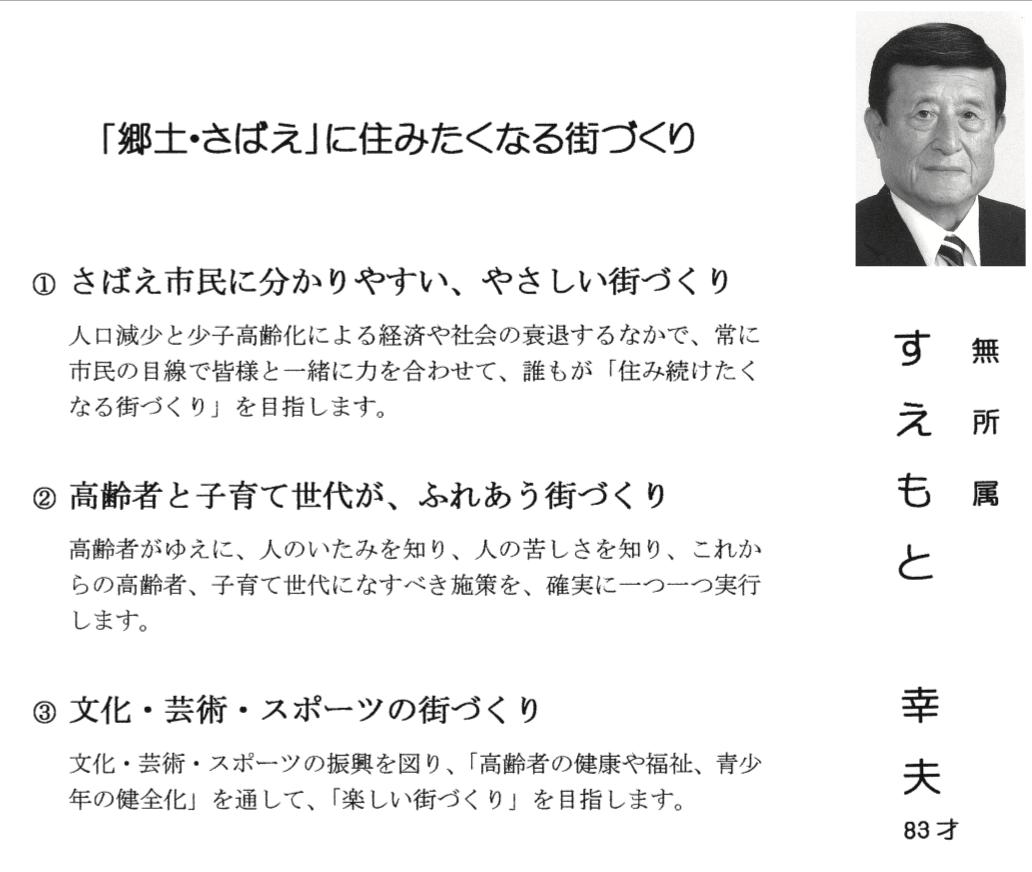 「郷土・さばえ」に住みたくなる街づくり
① さばえ市民に分かりやすい、やさしい街づくり
人口減少と少子高齢化による経済や社会の衰退するなかで、常に
市民の目線で皆様と一緒に力を合わせて、誰もが「住み続けたく
なる街づくり」を目指します。
② 高齢者と子育て世代が、ふれあう街づくり
高齢者がゆえに、人のいたみを知り、人の苦しさを知り、これか
らの高齢者、子育て世代になすべき施策を、確実に一つ一つ実行
します。
③ 文化・芸術・スポーツの街づくり
文化・芸術・スポーツの振興を図り、「高齢者の健康や福祉、青少
年の健全化」を通して、「楽しい街づくり」を目指します。
無所属
すえもと 幸夫
83才